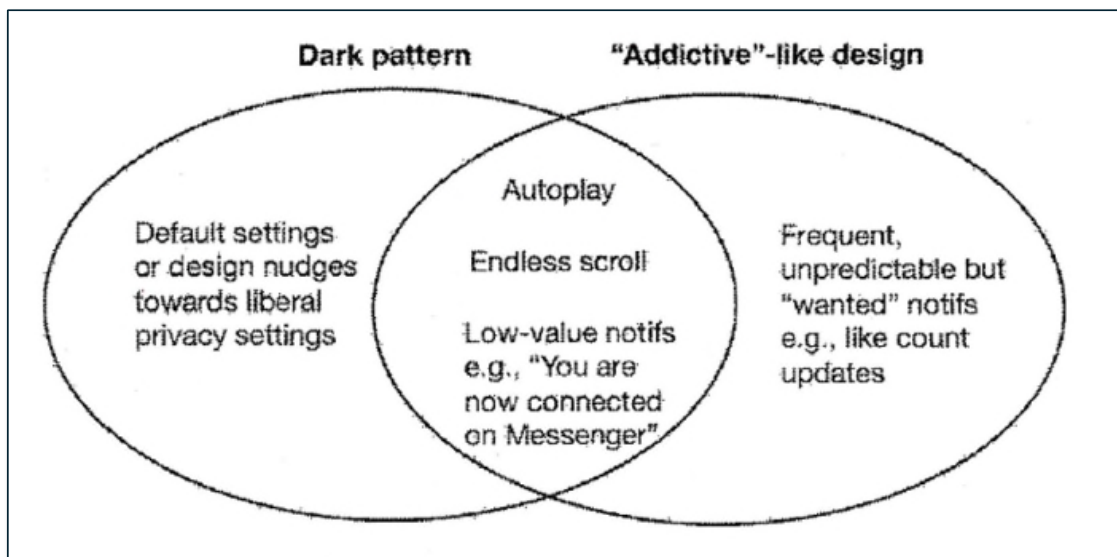 Dark pattern
"Addictive"-like design
Default settings
or design nudges
towards liberal
privacy settings
Autoplay
Endless scroll
Low-value notifs
e.g., "You are
now connected
on Messenger"
Frequent,
unpredictable but
"wanted" notifs
e.g., like count
updates